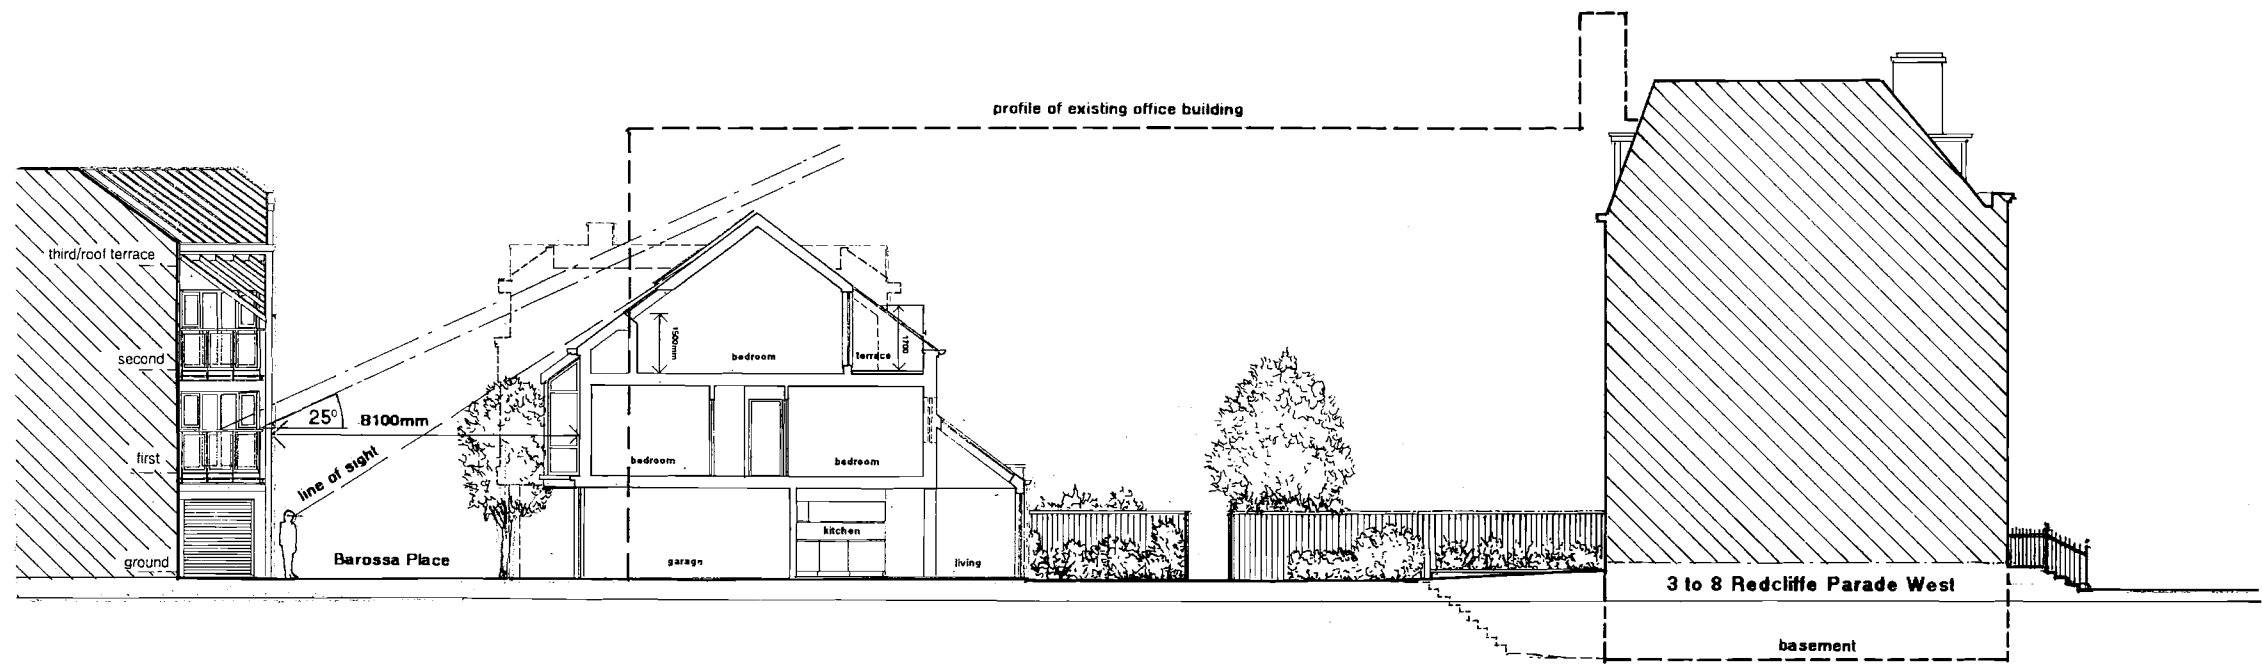 profile of existing office building
third/roof terrace
second
first
ground
25°
8100mm
line of sight
Barossa Place
1500mm
bedroom
terrace
1700
bedroom
bedroom
garage
kitchen
living
3 to 8 Redcliffe Parade West
basement